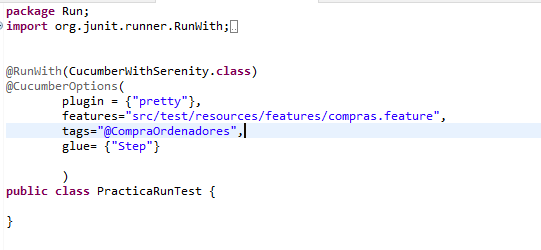 package Run;
import org.junit.runner.RunWith;
@RunWith(CucumberWithSerenity.class)
@CucumberOptions(
plugin = {"pretty"},
features="src/test/resources/features/compras.feature",
tags="@CompraOrdenadores",
glue= {"Step"}
)
public class PracticaRunTest {
}